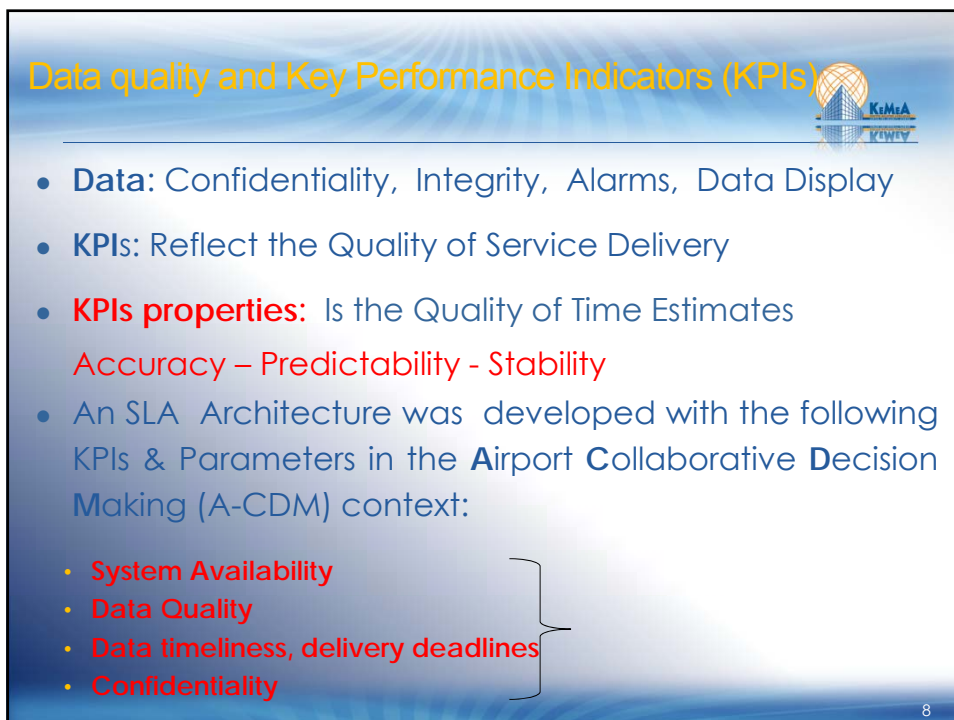 Data quality and Key Performance Indicators (KPIs)
KEMEA
• Data: Confidentiality, Integrity, Alarms, Data Display
• KPIs: Reflect the Quality of Service Delivery
• KPIs properties: Is the Quality of Time Estimates
Accuracy – Predictability - Stability
• An SLA Architecture was developed with the following
KPIs & Parameters in the Airport Collaborative Decision
Making (A-CDM) context:
• System Availability
• Data Quality
• Data timeliness, delivery deadlines
• Confidentiality
8